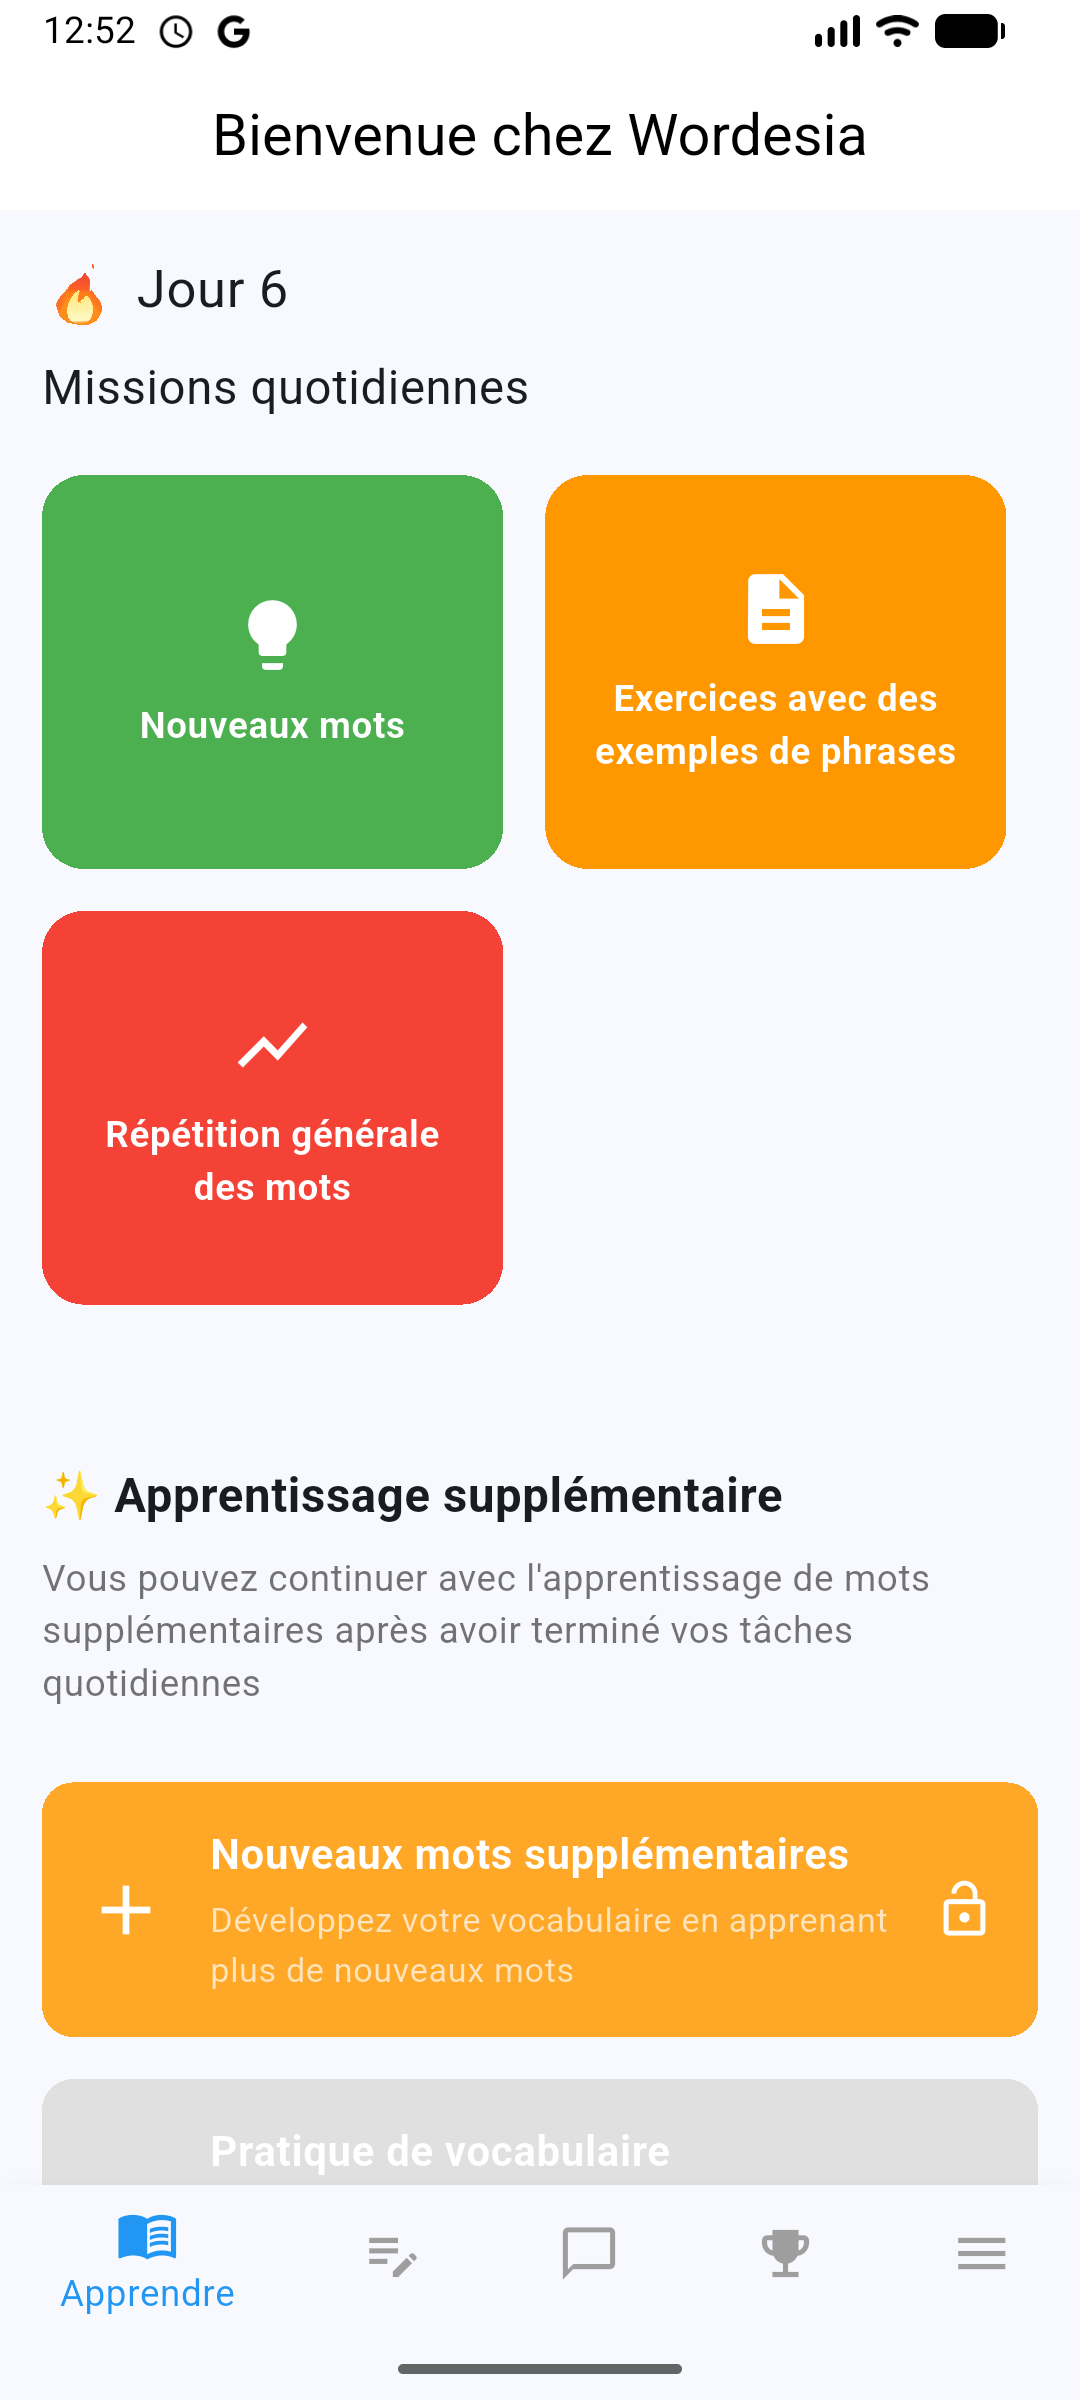 12:52
Bienvenue chez Wordesia
Jour 6
Missions quotidiennes
Nouveaux mots
Exercices avec des
exemples de phrases
Répétition générale
des mots
✨ Apprentissage supplémentaire
Vous pouvez continuer avec l'apprentissage de mots
supplémentaires après avoir terminé vos tâches
quotidiennes
Nouveaux mots supplémentaires
Développez votre vocabulaire en apprenant
plus de nouveaux mots
Pratique de vocabulaire
Apprendre